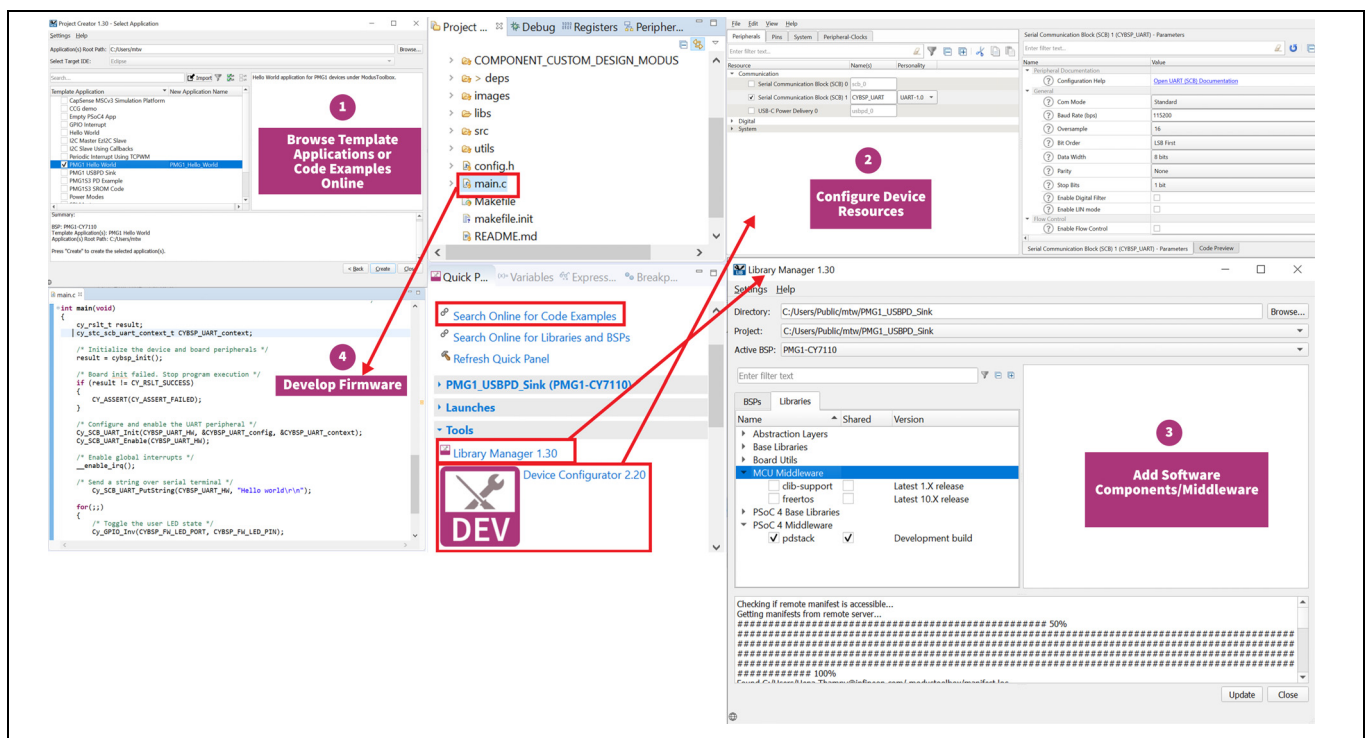 Project Creator 1.30 - Select Application
Settings Help
Application(s) Root Path: C:/Users/mtw
Browse...
Select Target IDE: Eclipse
Search...
Import
Hello World application for PMG1 devices under ModusToolbox.
Template Application
New Application Name
CapSense MSCv3 Simulation Platform
CCG demo
Empty PSoC4 App
GPIO Interrupt
Hello World
I2C Master EzI2C Slave
I2C Slave Using Callbacks
Periodic Interrupt Using TCPWM
PMG1 Hello World
PMG1_Hello_World
PMG1 USBPD Sink
PMG1S3 PD Example
PMG1S3 SROM Code
Power Modes
1
Browse Template
Applications or
Code Examples
Online
Summary:
BSP: PMG1-CY7110
Template Application(s): PMG1 Hello World
Application(s) Root Path: C:/Users/mtw
Press "Create" to create the selected application(s).
< Back Create Close
Project ... Debug Registers Peripher...
COMPONENT_CUSTOM_DESIGN_MODUS
> deps
images
libs
src
utils
config.h
main.c
Makefile
makefile.init
README.md
File Edit View Help
Peripherals Pins System Peripheral-Clocks
Enter filter text...
Resource Name(s) Personality
Communication
Serial Communication Block (SCB) 0 scb_0
Serial Communication Block (SCB) 1 CYBSP_UART UART-1.0
USB-C Power Delivery 0 usbpd_0
Digital
System
2
Configure Device
Resources
Serial Communication Block (SCB) 1 (CYBSP_UART) - Parameters
Enter filter text...
Name Value
Peripheral Documentation
Configuration Help Open UART (SCB) Documentation
General
Com Mode Standard
Baud Rate (bps) 115200
Oversample 16
Bit Order LSB First
Data Width 8 bits
Parity None
Stop Bits 1 bit
Enable Digital Filter
Enable LIN mode
Flow Control
Enable Flow Control
Serial Communication Block (SCB) 1 (CYBSP_UART) - Parameters Code Preview
main.c
int main(void)
{
cy_rslt_t result;
cy_stc_scb_uart_context_t CYBSP_UART_context;
/* Initialize the device and board peripherals */
result = cybsp_init();
/* Board init failed. Stop program execution */
if (result != CY_RSLT_SUCCESS)
{
CY_ASSERT(CY_ASSERT_FAILED);
}
/* Configure and enable the UART peripheral */
Cy_SCB_UART_Init(CYBSP_UART_HW, &CYBSP_UART_config, &CYBSP_UART_context);
Cy_SCB_UART_Enable(CYBSP_UART_HW);
/* Enable global interrupts */
__enable_irq();
/* Send a string over serial terminal */
Cy_SCB_UART_PutString(CYBSP_UART_HW, "Hello world\r\n");
for(;;)
{
/* Toggle the user LED state */
Cy_GPIO_Inv(CYBSP_FW_LED_PORT, CYBSP_FW_LED_PIN);
4
Develop Firmware
Quick P... Variables Express... Breakp...
Search Online for Code Examples
Search Online for Libraries and BSPs
Refresh Quick Panel
PMG1_USBPD_Sink (PMG1-CY7110)
Launches
Tools
Library Manager 1.30
Device Configurator 2.20
DEV
Library Manager 1.30
Settings Help
Directory: C:/Users/Public/mtw/PMG1_USBPD_Sink
Browse...
Project: C:/Users/Public/mtw/PMG1_USBPD_Sink
Active BSP: PMG1-CY7110
Enter filter text
BSPs Libraries
Name Shared Version
Abstraction Layers
Base Libraries
Board Utils
MCU Middleware
clib-support Latest 1.X release
freertos Latest 10.X release
PSoC 4 Base Libraries
PSoC 4 Middleware
pdstack Development build
3
Add Software
Components/Middleware
Checking if remote manifest is accessible...
Getting manifests from remote server...
################################################## 50%
############ 100%
Update Close